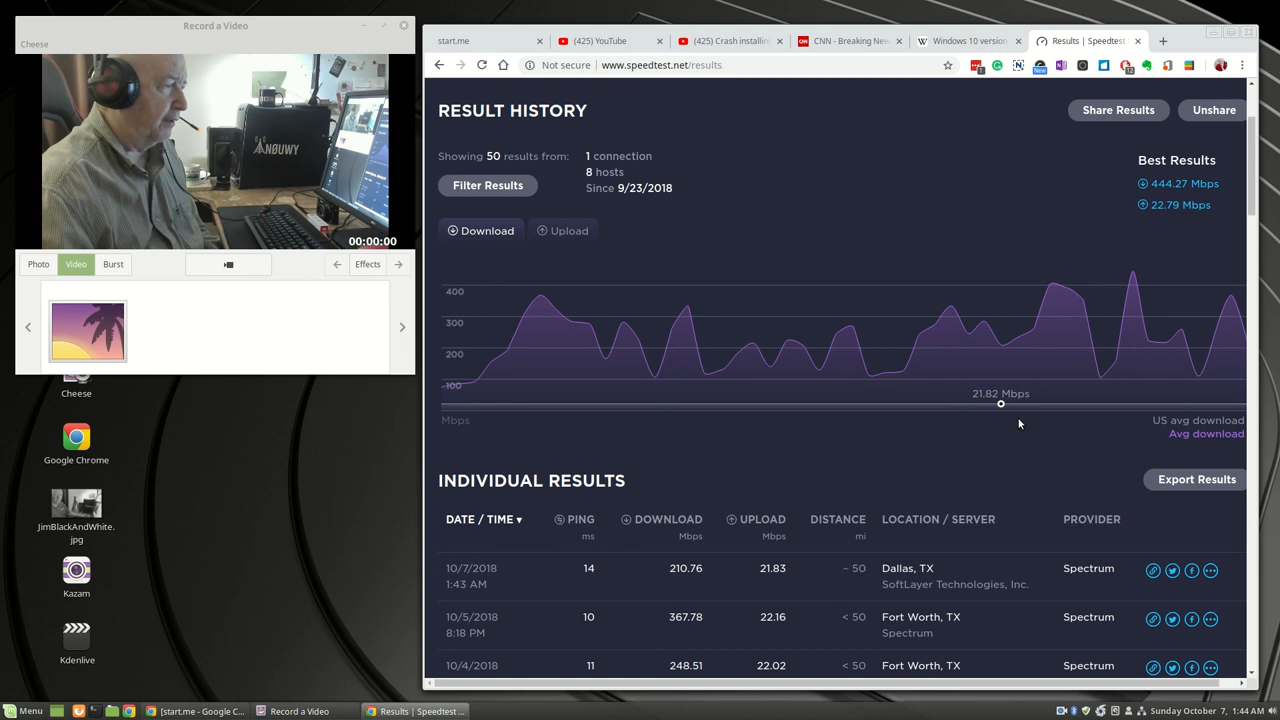 Record a Video
Cheese
NØUWY
00:00:00
Photo
Video
Burst
Effects
Cheese
Google Chrome
JimBlackAndWhite.
jpg
Kazam
Kdenlive
start.me
(425) YouTube
(425) Crash installin
CNN - Breaking New
Windows 10 version
Results | Speedtest
Not secure | www.speedtest.net/results
1
New
12
RESULT HISTORY
Share Results
Unshare
Showing 50 results from:
1 connection
8 hosts
Since 9/23/2018
Filter Results
Best Results
444.27 Mbps
22.79 Mbps
Download
Upload
400
300
200
100
21.82 Mbps
Mbps
US avg download
Avg download
INDIVIDUAL RESULTS
Export Results
DATE / TIME ▾ PING DOWNLOAD UPLOAD DISTANCE LOCATION / SERVER PROVIDER
ms Mbps Mbps mi
10/7/2018 14 210.76 21.83 ~ 50 Dallas, TX Spectrum
1:43 AM SoftLayer Technologies, Inc.
10/5/2018 10 367.78 22.16 < 50 Fort Worth, TX Spectrum
8:18 PM Spectrum
10/4/2018 11 248.51 22.02 < 50 Fort Worth, TX Spectrum
Menu
[start.me - Google C...
Record a Video
Results | Speedtest ...
Sunday October 7, 1:44 AM